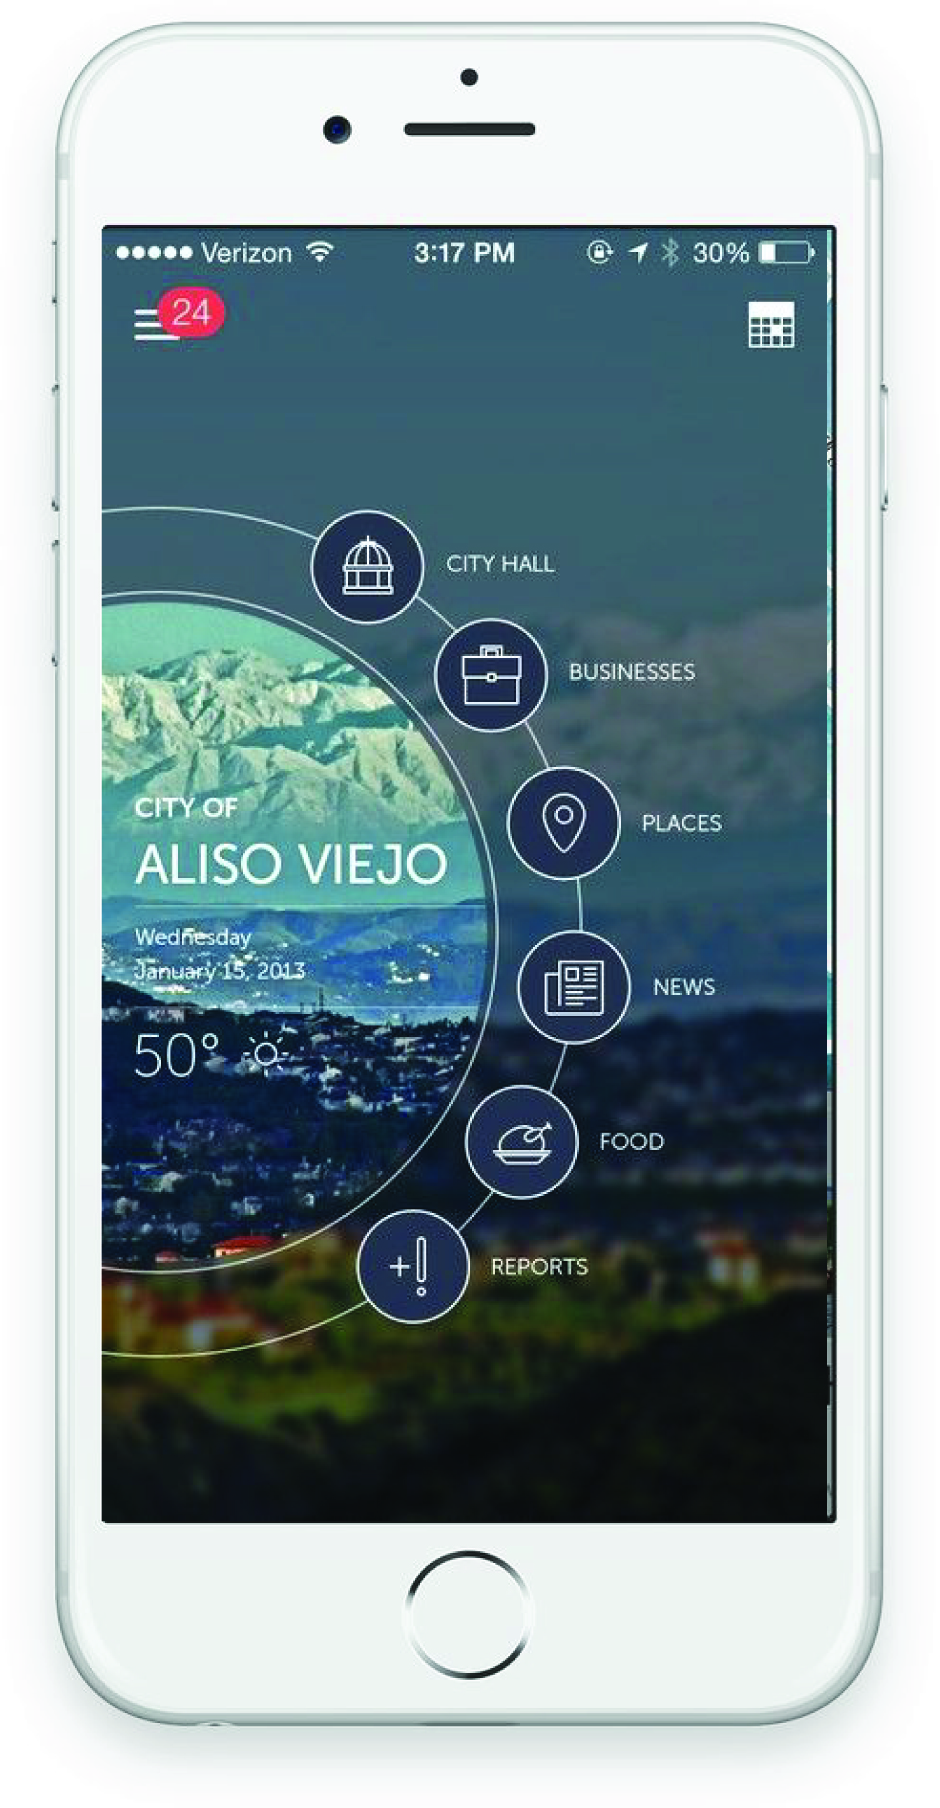 Verizon 3:17 PM 30%
24
CITY HALL
BUSINESSES
PLACES
CITY OF
ALISO VIEJO
Wednesday
January 15, 2013
NEWS
50°
FOOD
REPORTS